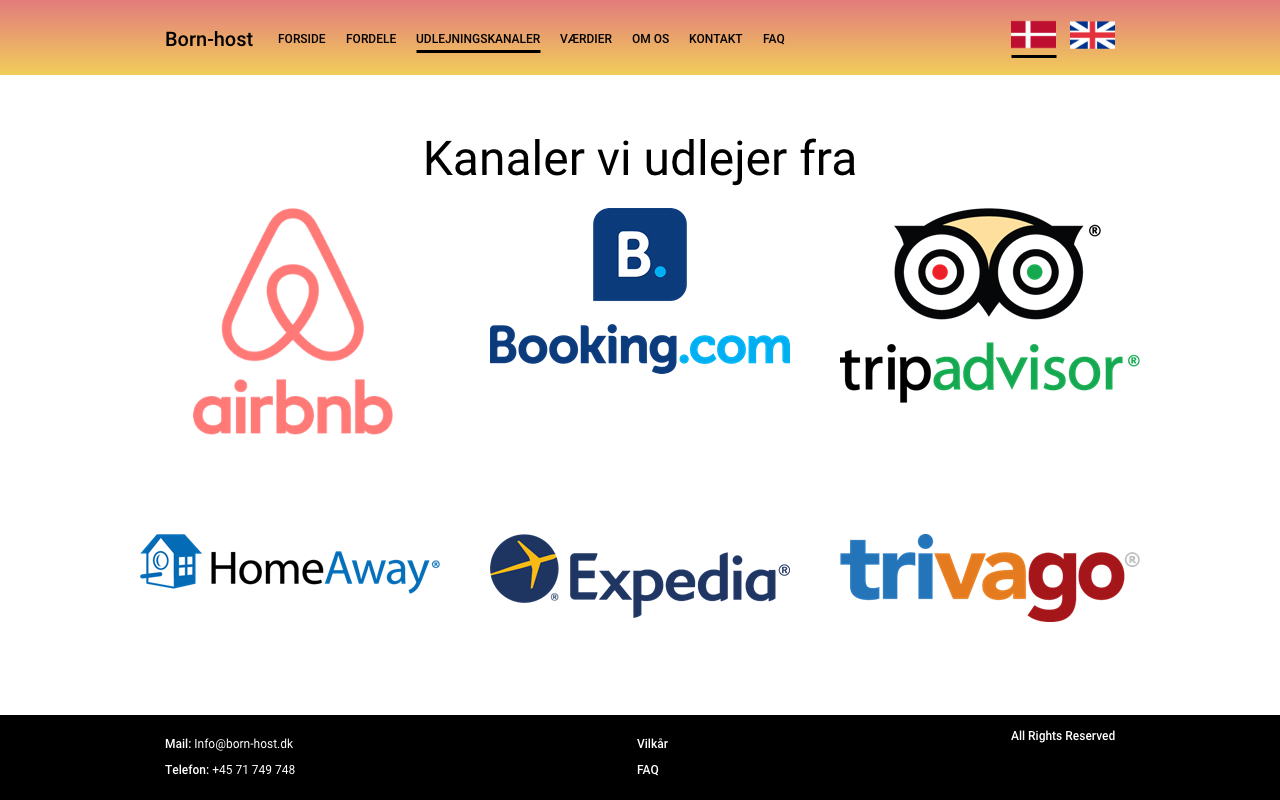 Born-host FORSIDE FORDELE UDLEJNINGSKANALER VÆRDIER OM OS KONTAKT FAQ
Kanaler vi udlejer fra
airbnb
B.
Booking.com
®
tripadvisor®
HomeAway®
® Expedia®
trivago®
Mail: Info@born-host.dk
Telefon: +45 71 749 748
Vilkår
FAQ
All Rights Reserved